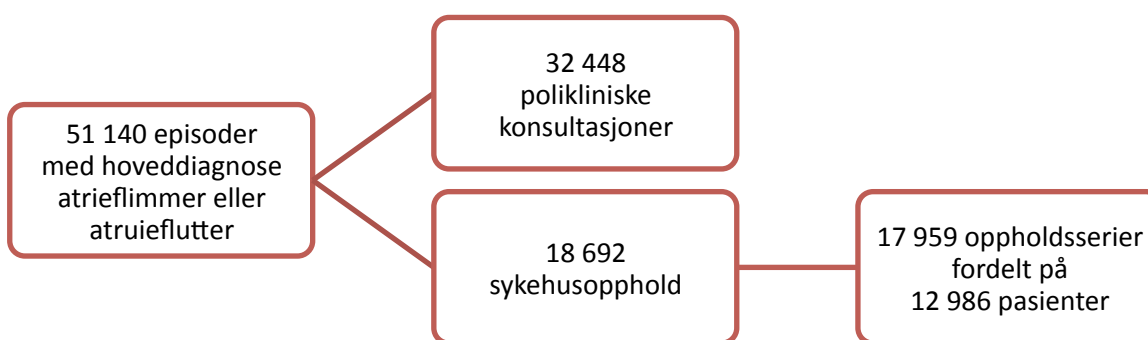 51 140 episoder
med hoveddiagnose
atrieflimmer eller
atruieflutter
32 448
polikliniske
konsultasjoner
18 692
sykehusopphold
17 959 oppholdsserier
fordelt på
12 986 pasienter